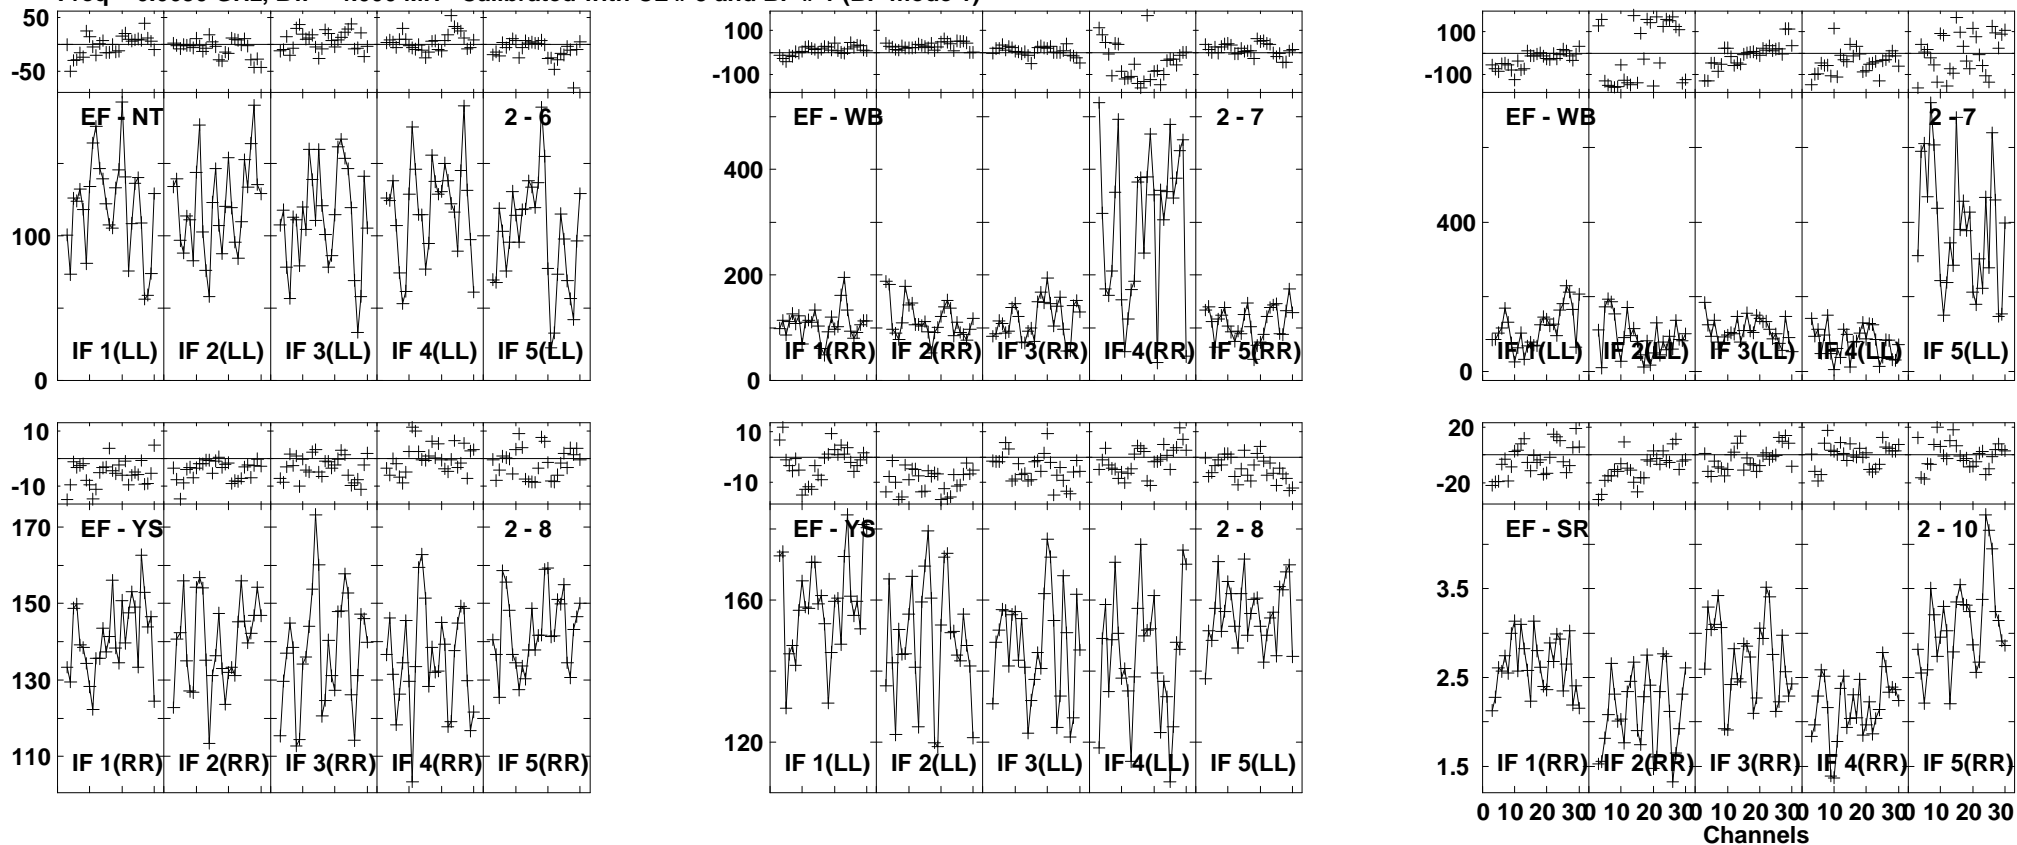 50
-50
EF - NT 2 - 6
100
IF 1(LL) IF 2(LL) IF 3(LL) IF 4(LL) IF 5(LL)
0
100
-100
EF - WB 2 - 7
400
200
IF 1(RR) IF 2(RR) IF 3(RR) IF 4(RR) IF 5(RR)
0
100
-100
EF - WB 2 - 7
400
IF 1(LL) IF 2(LL) IF 3(LL) IF 4(LL) IF 5(LL)
0
10
-10
170
EF - YS 2 - 8
150
130
110
IF 1(RR) IF 2(RR) IF 3(RR) IF 4(RR) IF 5(RR)
10
-10
EF - YS 2 - 8
160
120
IF 1(LL) IF 2(LL) IF 3(LL) IF 4(LL) IF 5(LL)
20
-20
EF - SR 2 - 10
3.5
2.5
1.5
IF 1(RR) IF 2(RR) IF 3(RR) IF 4(RR) IF 5(RR)
0 10 20 30 0 10 20 30 0 10 20 30 0 10 20 30 0 10 20 30
Channels